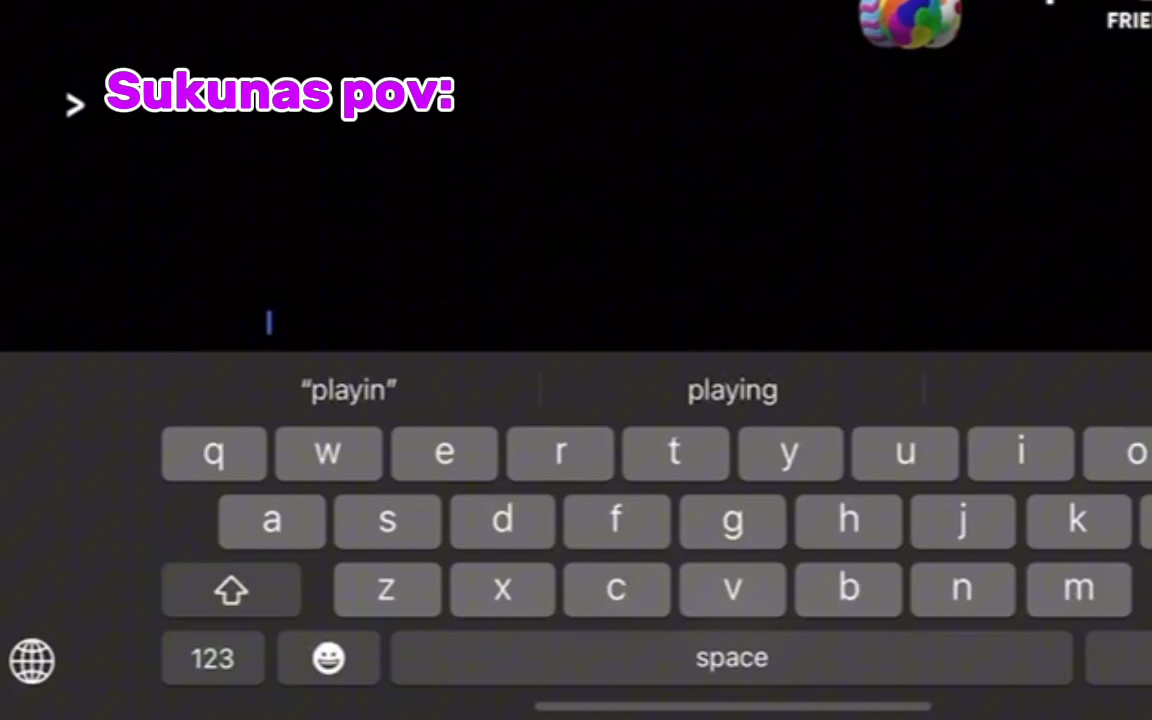 FRIE
> Sukunas pov:
“playin” playing
q w e r t y u i o
a s d f g h j k
z x c v b n m
123 space